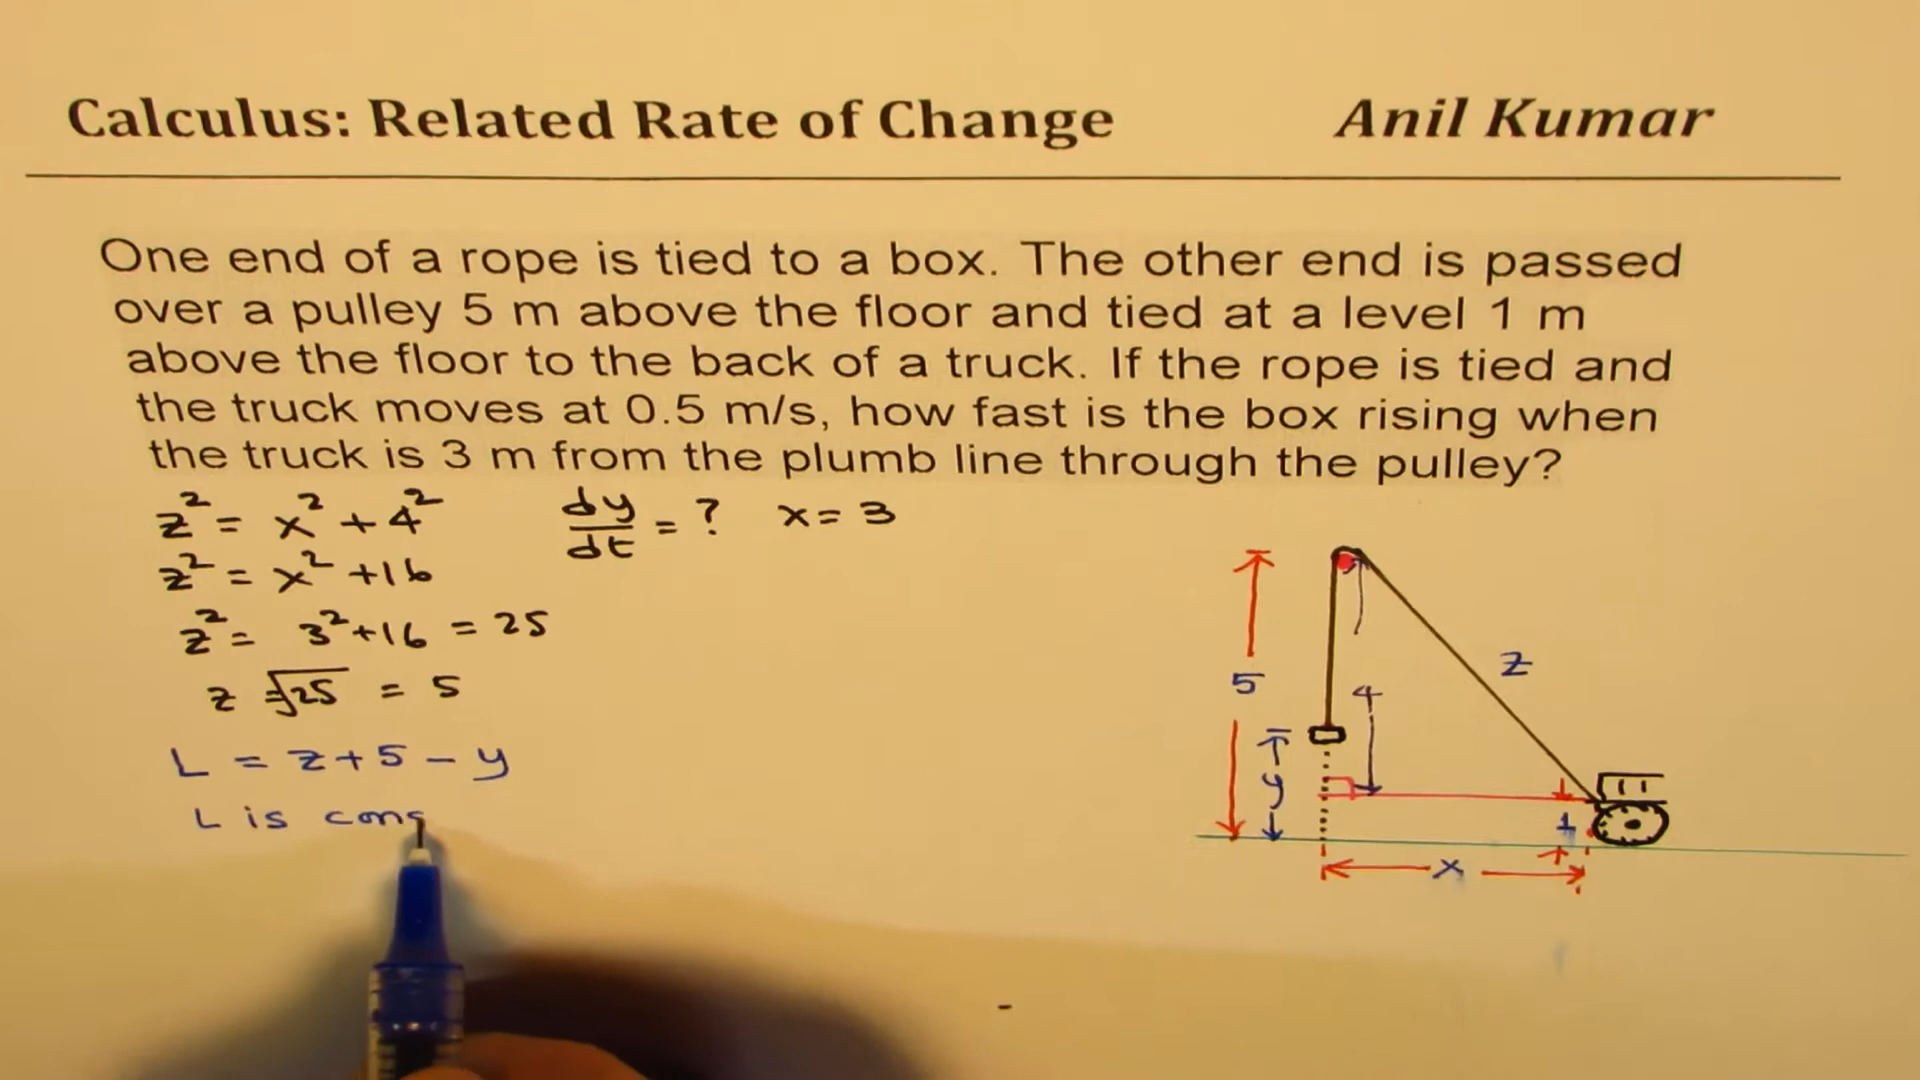 Calculus: Related Rate of Change Anil Kumar
One end of a rope is tied to a box. The other end is passed
over a pulley 5 m above the floor and tied at a level 1 m
above the floor to the back of a truck. If the rope is tied and
the truck moves at 0.5 m/s, how fast is the box rising when
the truck is 3 m from the plumb line through the pulley?
z² = x² + 4² dy/dt = ? x = 3
z² = x² + 16
z² = 3² + 16 = 25
z = √25 = 5
L = z + 5 - y
L is cons
5
4
z
y
1
x